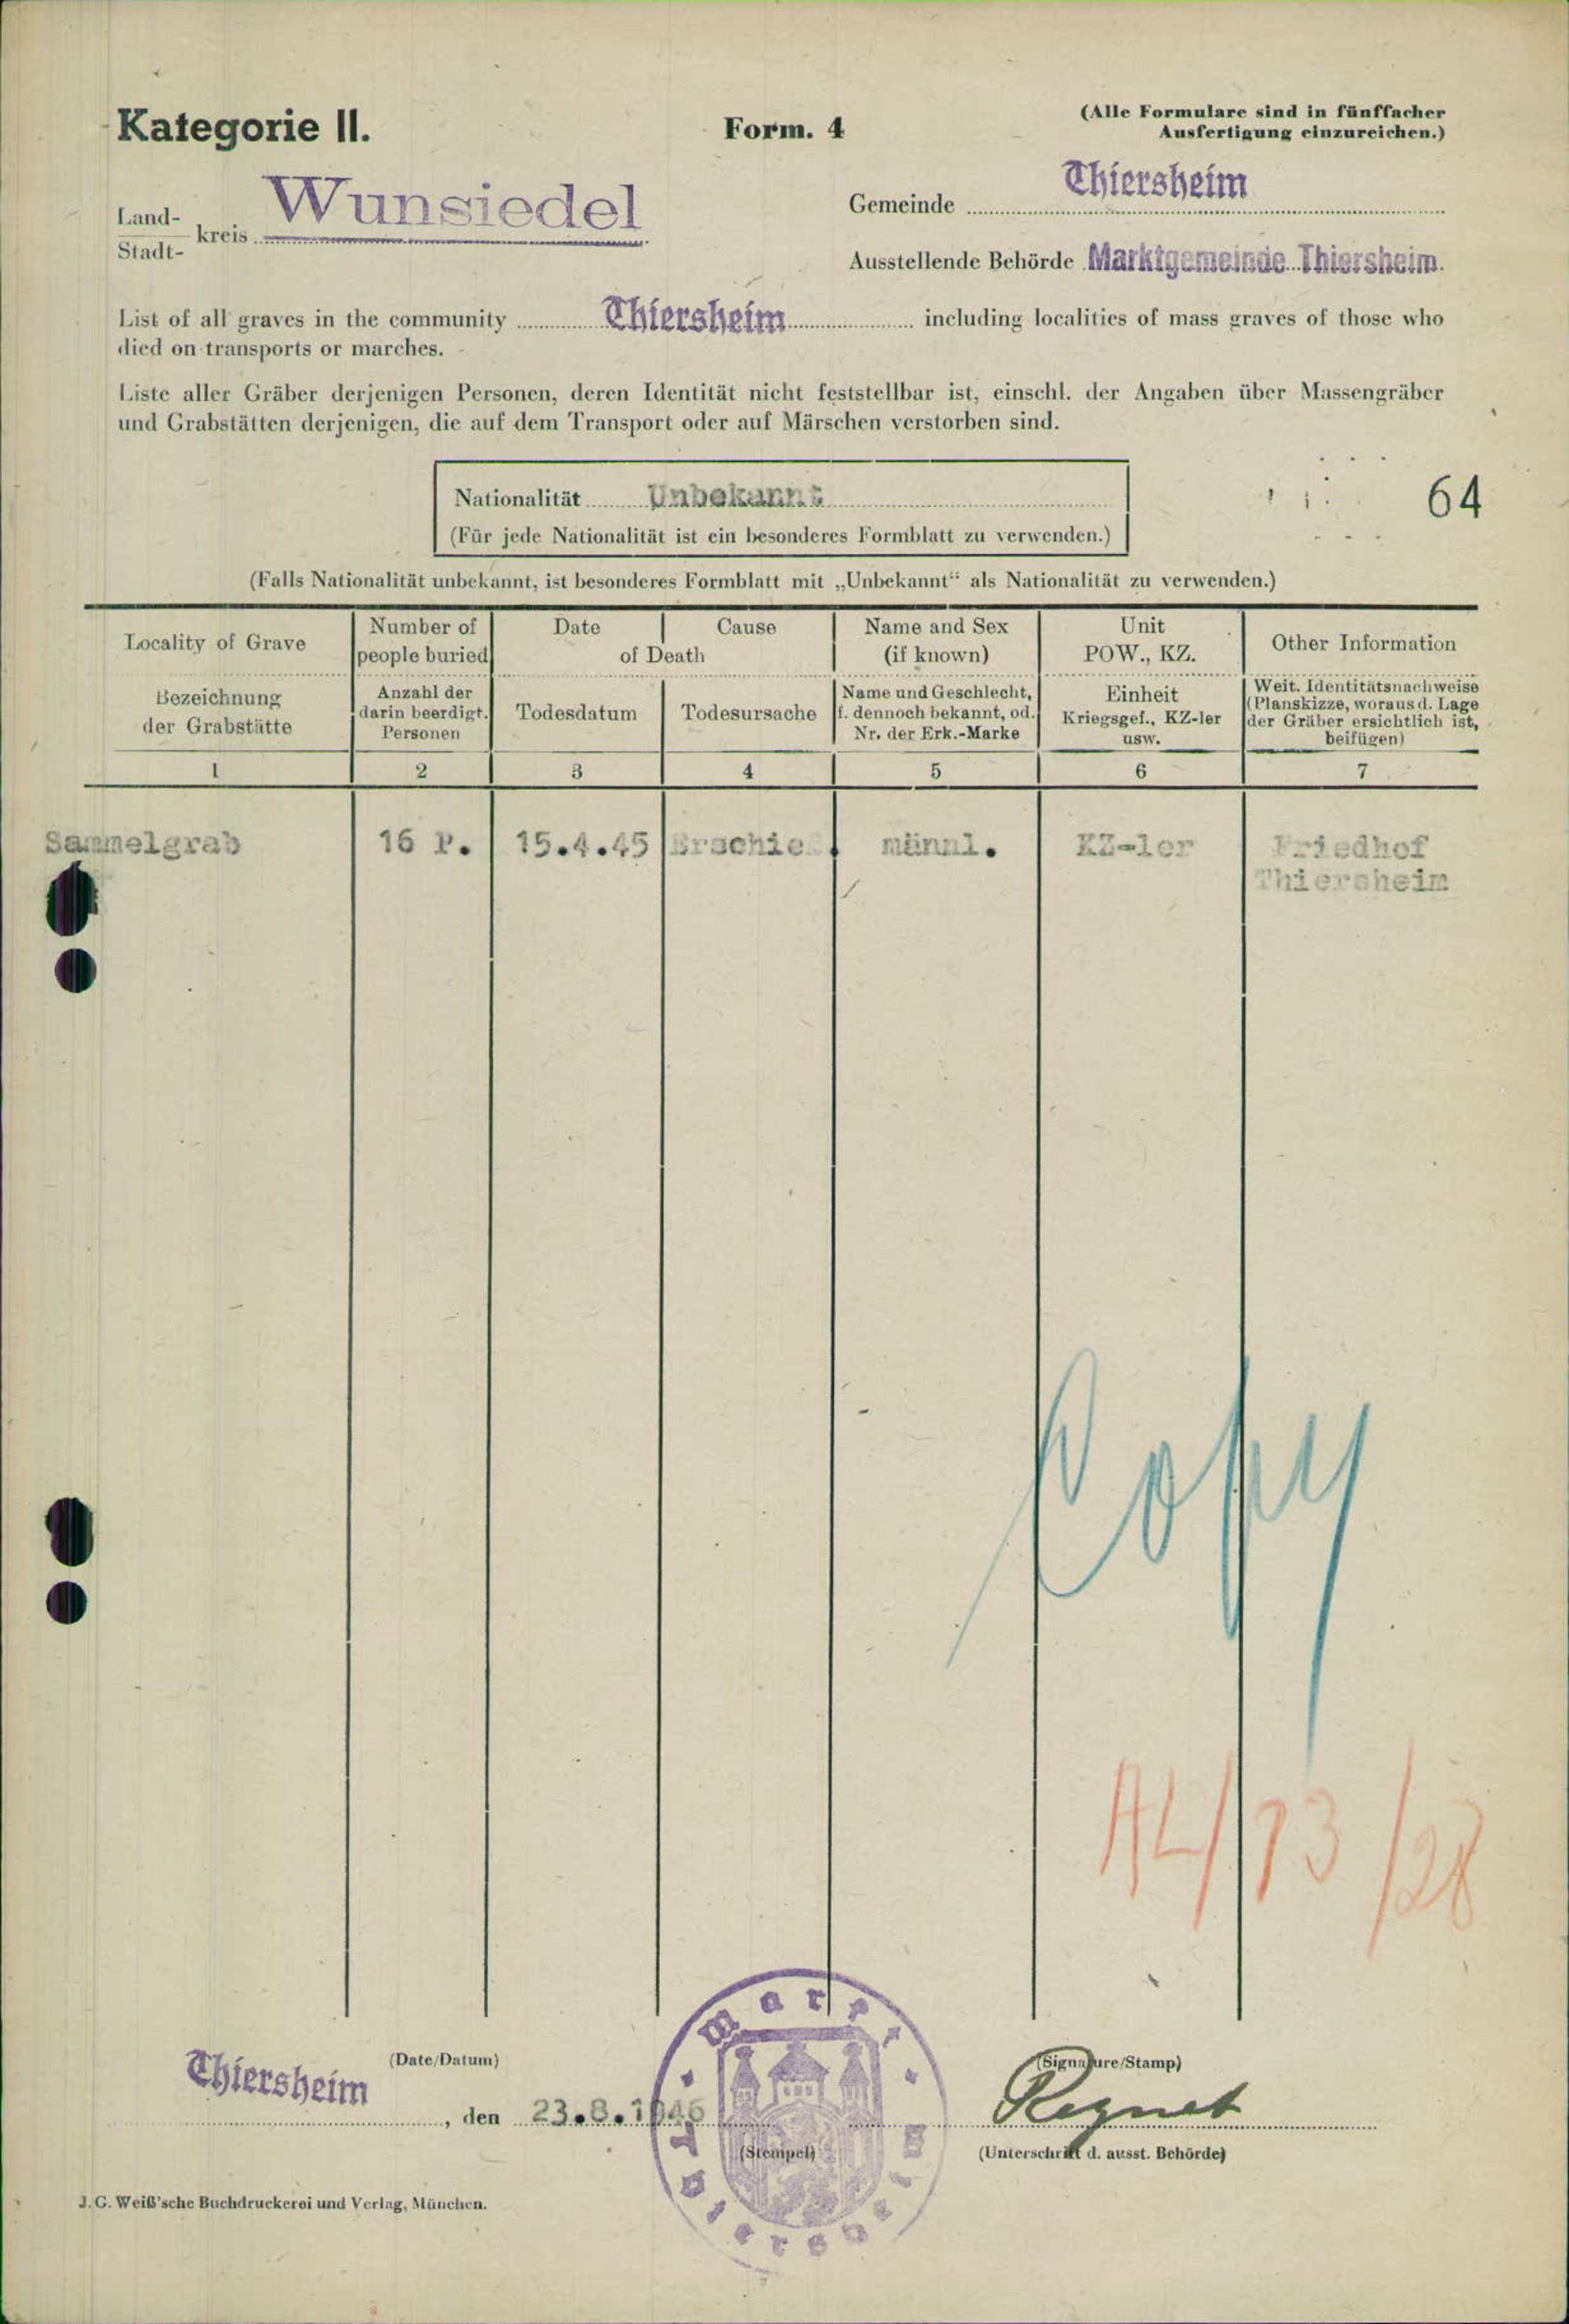 Kategorie II.
Form. 4
(Alle Formulare sind in fünffacher
Ausfertigung einzureichen.)
Land-
Stadt-
kreis Wunsiedel
Gemeinde Thiersheim
Ausstellende Behörde Marktgemeinde Thiersheim.
List of all graves in the community Thiersheim including localities of mass graves of those who
died on transports or marches.
Liste aller Gräber derjenigen Personen, deren Identität nicht feststellbar ist, einschl. der Angaben über Massengräber
und Grabstätten derjenigen, die auf dem Transport oder auf Märschen verstorben sind.
Nationalität Unbekannt
(Für jede Nationalität ist ein besonderes Formblatt zu verwenden.)
64
(Falls Nationalität unbekannt, ist besonderes Formblatt mit „Unbekannt“ als Nationalität zu verwenden.)
Locality of Grave
Number of
people buried
Date
Cause
of Death
Name and Sex
(if known)
Unit
POW., KZ.
Other Information
Bezeichnung
der Grabstätte
Anzahl der
darin beerdigt.
Personen
Todesdatum
Todesursache
Name und Geschlecht,
f. dennoch bekannt, od.
Nr. der Erk.-Marke
Einheit
Kriegsgef., KZ-ler
usw.
Weit. Identitätsnachweise
(Planskizze, woraus d. Lage
der Gräber ersichtlich ist,
beifügen)
1 2 3 4 5 6 7
Sammelgrab 16 P. 15.4.45 männl. KZ-ler Friedhof
Thiersheim
Copy
AL/13/28
Thiersheim
(Date/Datum)
, den 23.8.1946
Markt
Thiersheim
(Stempel)
(Signature/Stamp)
Regnet
(Unterschrift d. ausst. Behörde)
J. G. Weiß'sche Buchdruckerei und Verlag, München.